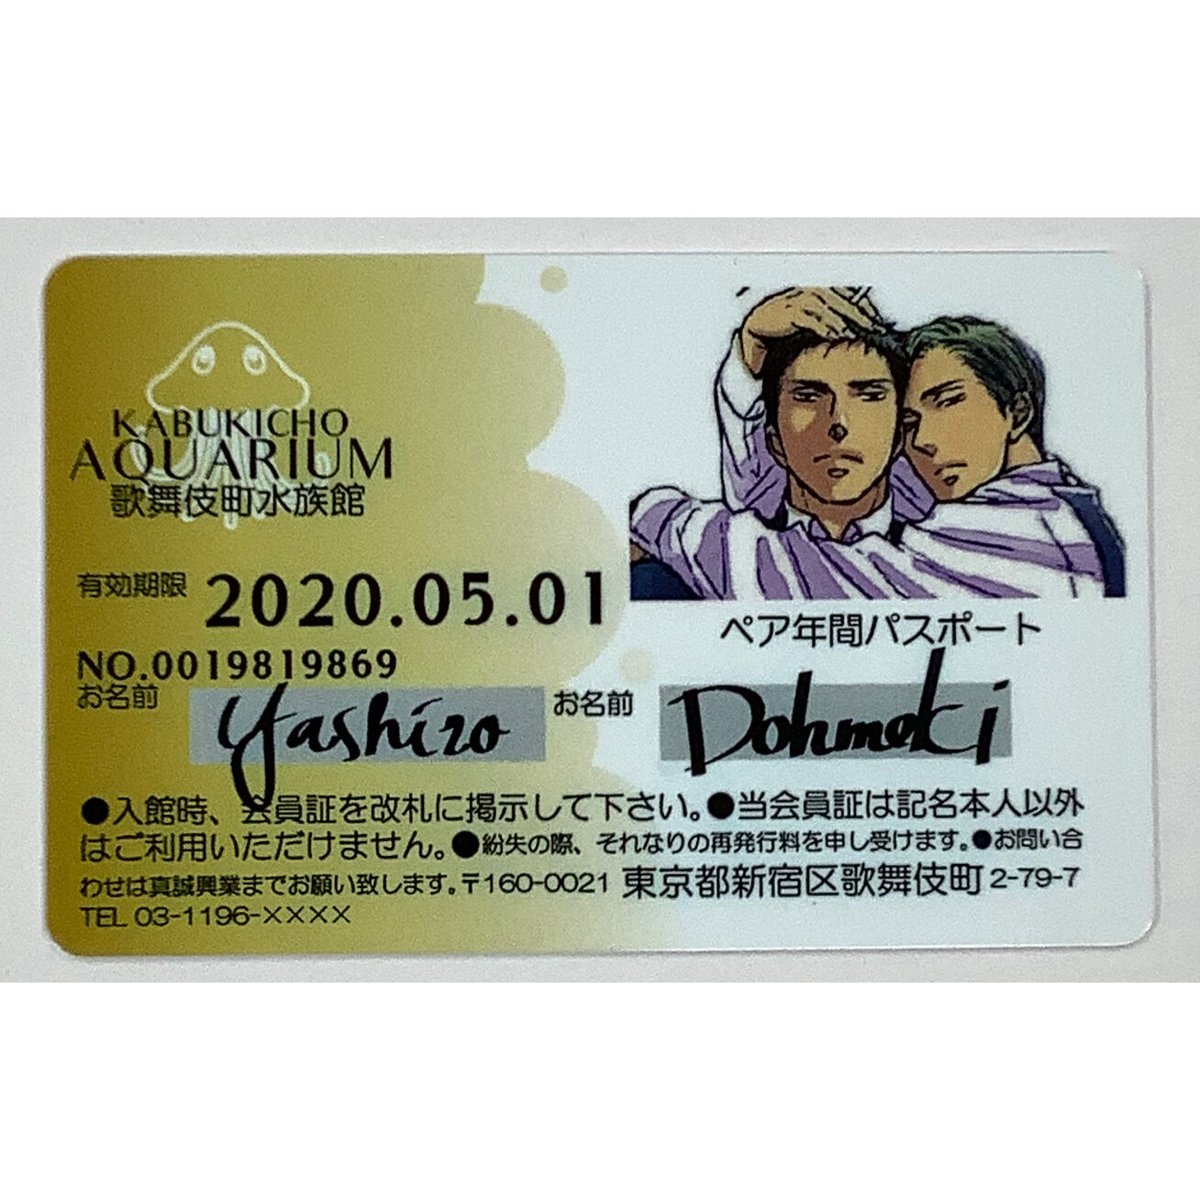 KABUKICHO
AQUARIUM
歌舞伎町水族館
有効期限 2020.05.01
ペア年間パスポート
NO.0019819869
お名前 Yashiro お名前 Dohmeki
●入館時、会員証を改札に掲示して下さい。●当会員証は記名本人以外
はご利用いただけません。●紛失の際、それなりの再発行料を申し受けます。●お問い合
わせは真誠興業までお願い致します。〒160-0021 東京都新宿区歌舞伎町 2-79-7
TEL 03-1196-××××